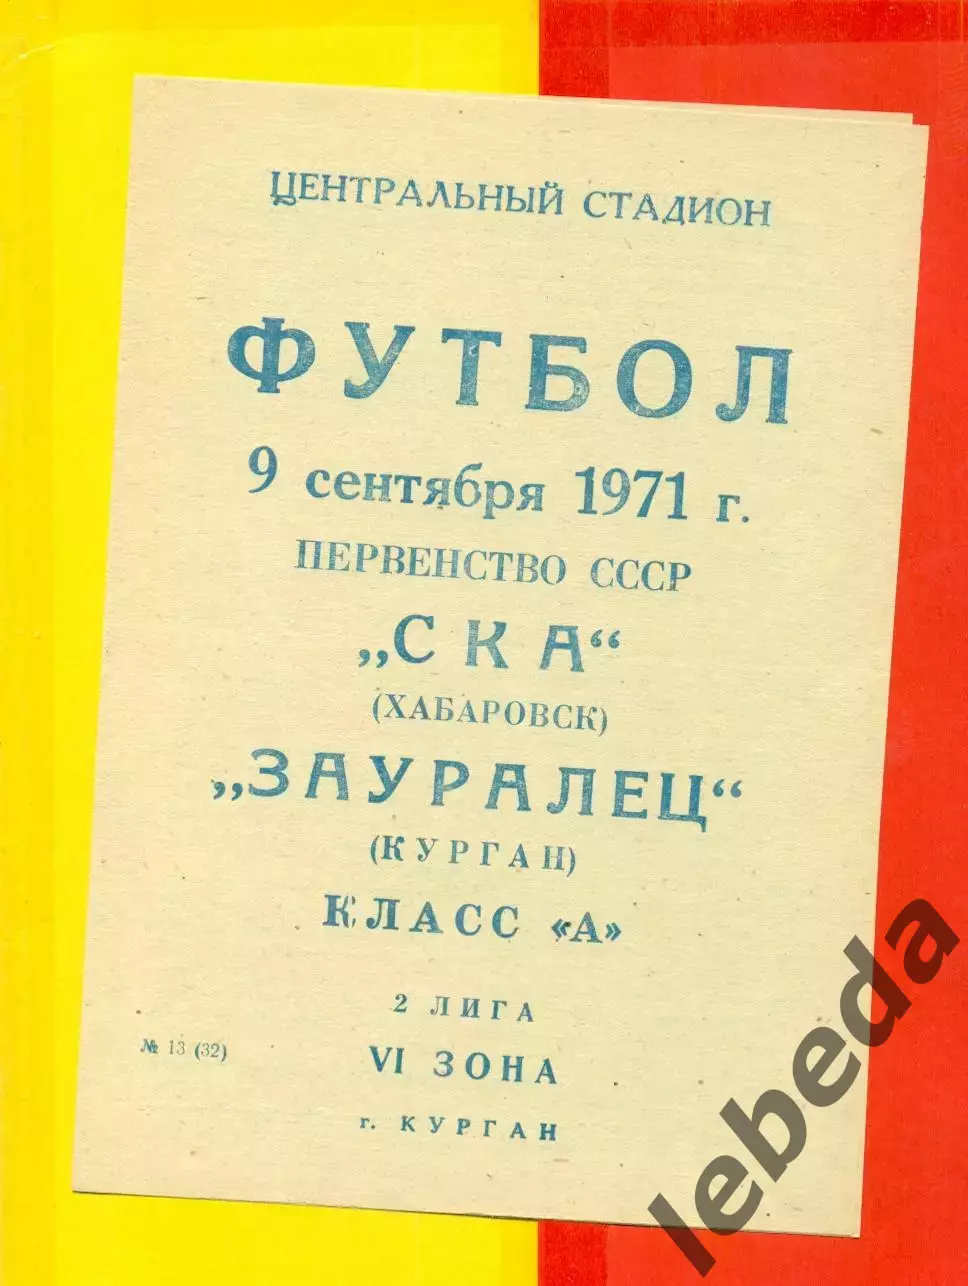 ЦЕНТРАЛЬНЫЙ СТАДИОН
ФУТБОЛ
9 сентября 1971 г.
ПЕРВЕНСТВО СССР
„СКА“
(ХАБАРОВСК)
„ЗАУРАЛЕЦ“
(КУРГАН)
КЛАСС «А»
2 ЛИГА
№ 13 (32)
VI ЗОНА
г. КУРГАН
lebeda